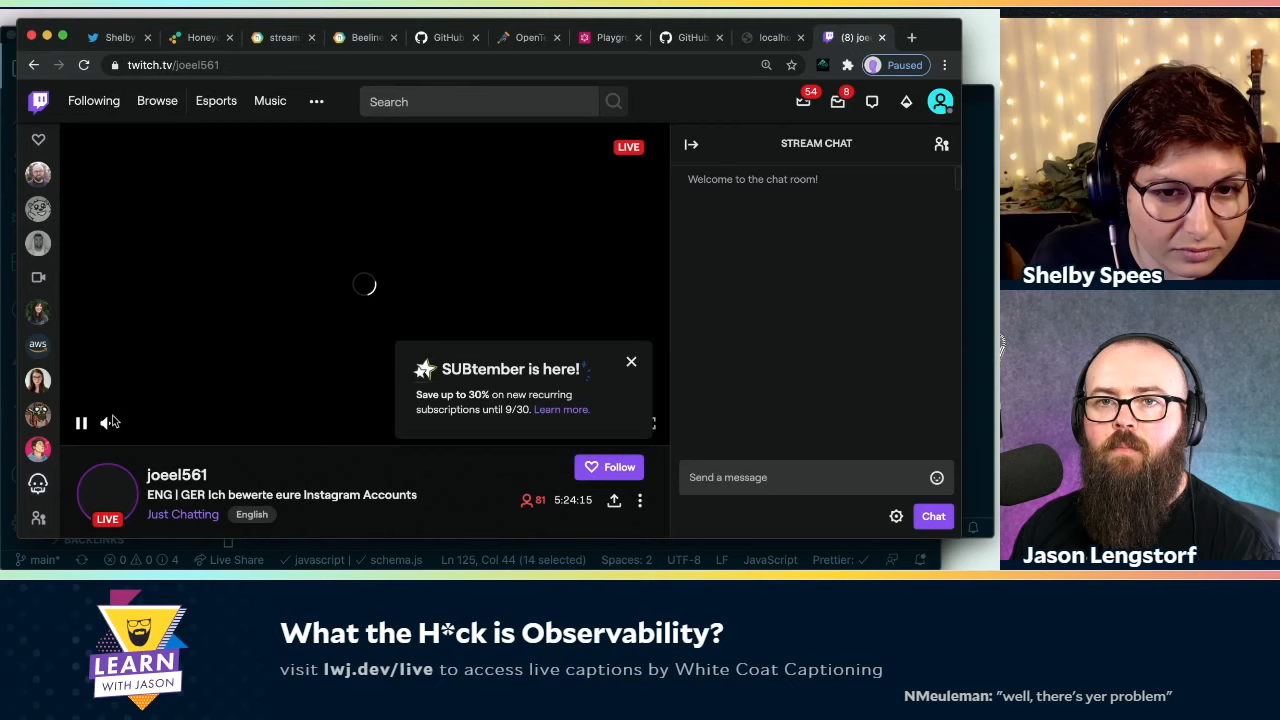 Shelby
Honey
stream
Beeline
GitHub
OpenTe
Playgr
GitHub
localho
(8) joe
twitch.tv/joeel561
Paused
Following
Browse
Esports
Music
Search
54
8
LIVE
STREAM CHAT
Welcome to the chat room!
aws
SUBtember is here!
Save up to 30% on new recurring
subscriptions until 9/30. Learn more.
joeel561
ENG | GER Ich bewerte eure Instagram Accounts
Just Chatting
English
LIVE
Follow
81
5:24:15
Send a message
Chat
BACKLINKS
main*
0
0
4
Live Share
javascript |
schema.js
Ln 125, Col 44 (14 selected)
Spaces: 2
UTF-8
LF
JavaScript
Prettier:
Shelby Spees
Jason Lengstorf
LEARN
WITH JASON
What the H*ck is Observability?
visit lwj.dev/live to access live captions by White Coat Captioning
NMeuleman: "well, there's yer problem"